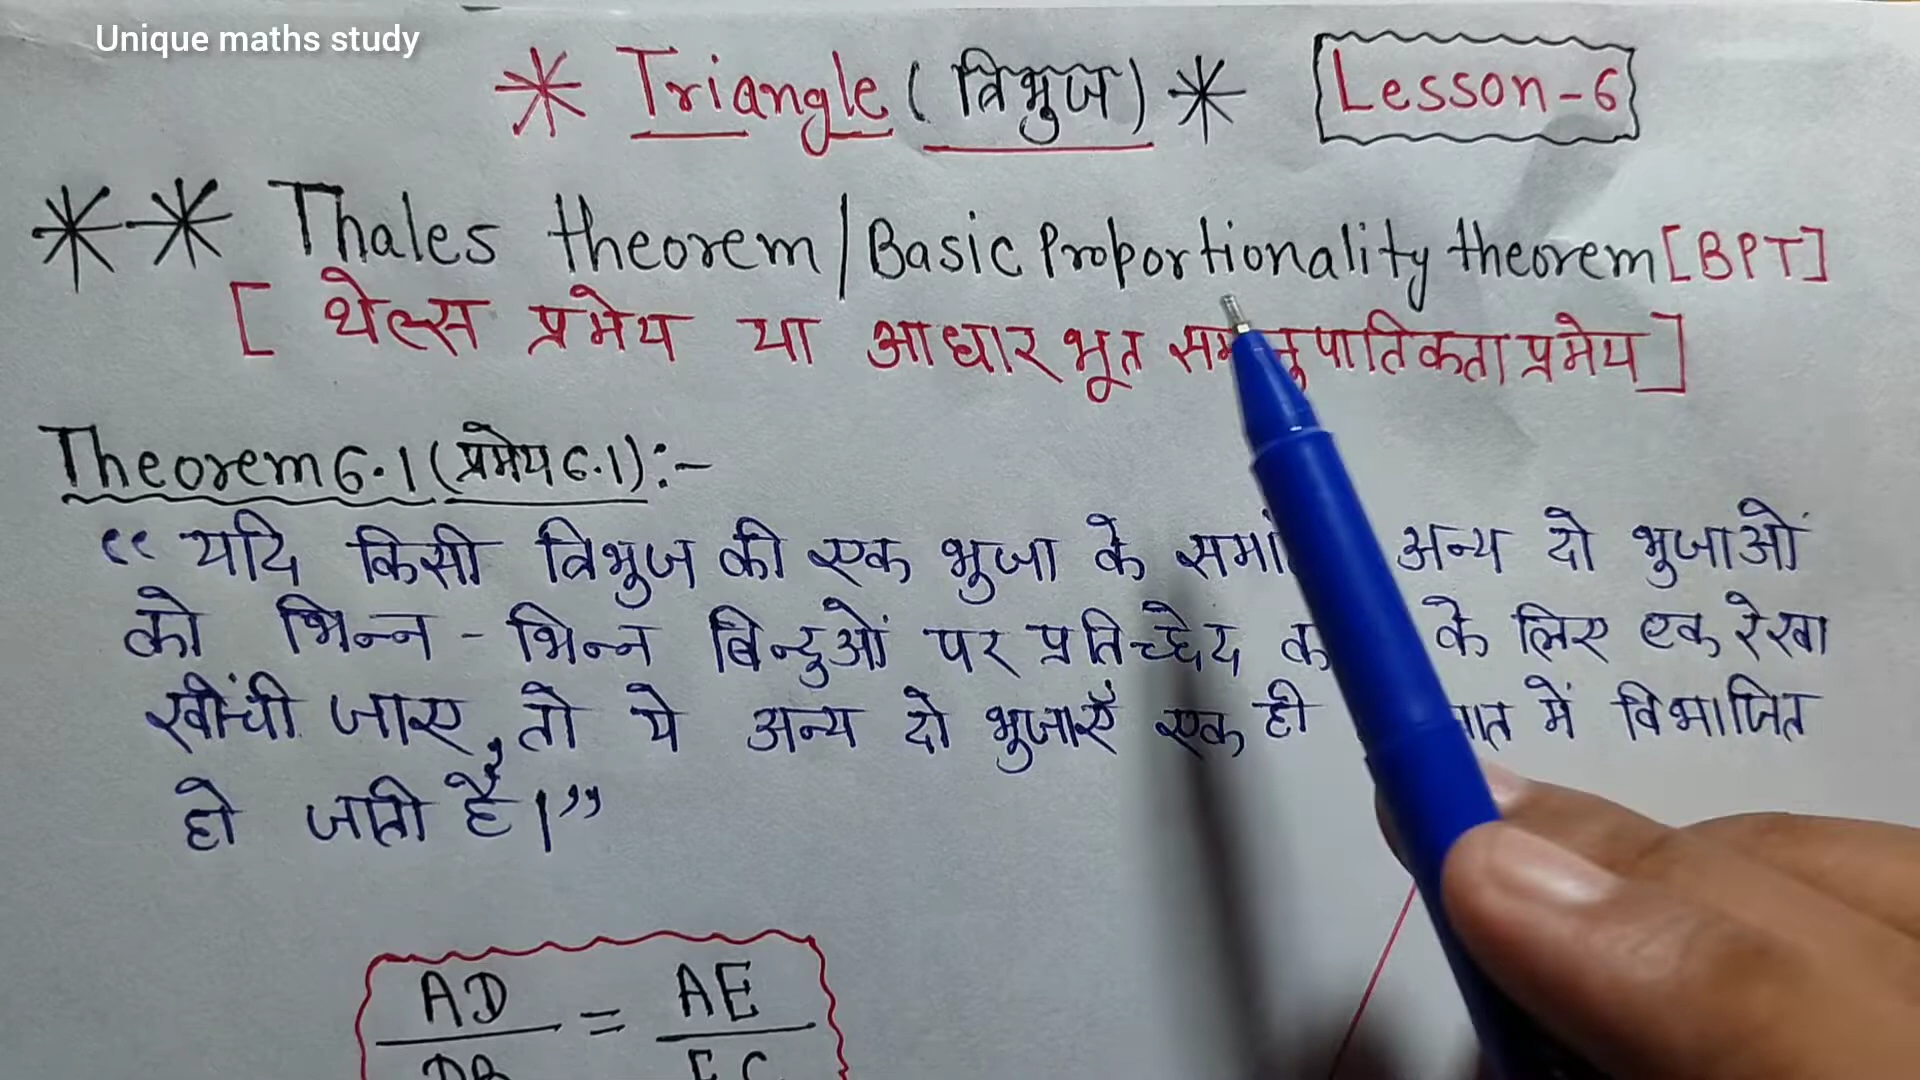 Unique maths study
* Triangle (त्रिभुज) * Lesson-6
** Thales theorem/Basic Proportionality theorem [BPT]
[ थेल्स प्रमेय या आधारभूत प्रमेय]
Theorem 6.1 (प्रमेय 6.1):-
“ यदि किसी त्रिभुज की एक भुजा के अन्य दो भुजाओं
को भिन्न - भिन्न बिन्दुओं पर प्रतिच्छेद के लिए एक रेखा
खींची जाए, तो ये अन्य दो भुजाएँ एक ही में विभाजित
हो जाती है।”
AD = AE